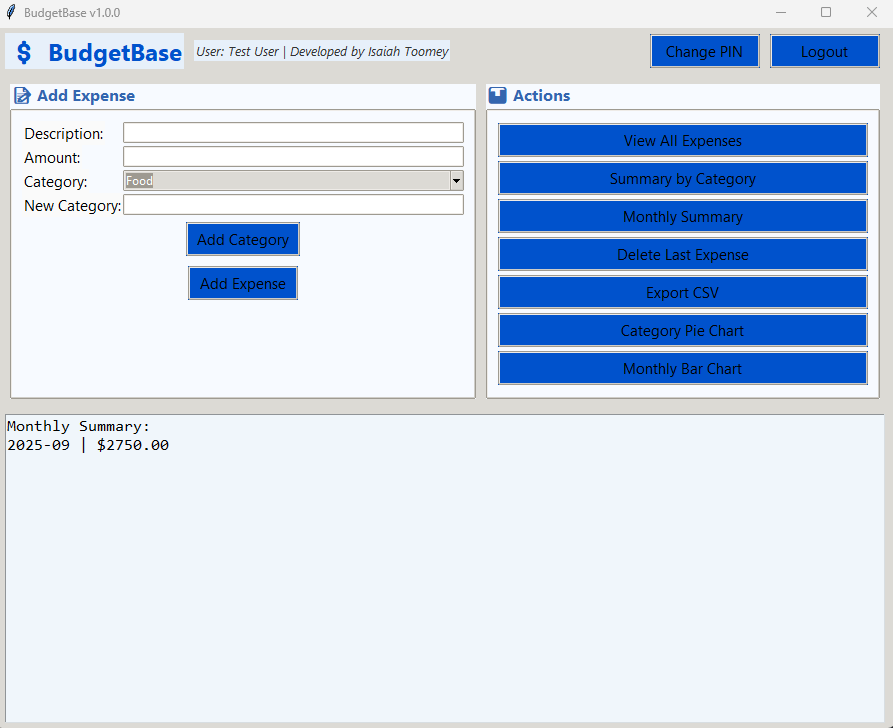 BudgetBase v1.0.0
$ BudgetBase
User: Test User | Developed by Isaiah Toomey
Change PIN
Logout
Add Expense
Description:
Amount:
Category:
Food
New Category:
Add Category
Add Expense
Actions
View All Expenses
Summary by Category
Monthly Summary
Delete Last Expense
Export CSV
Category Pie Chart
Monthly Bar Chart
Monthly Summary:
2025-09 | $2750.00